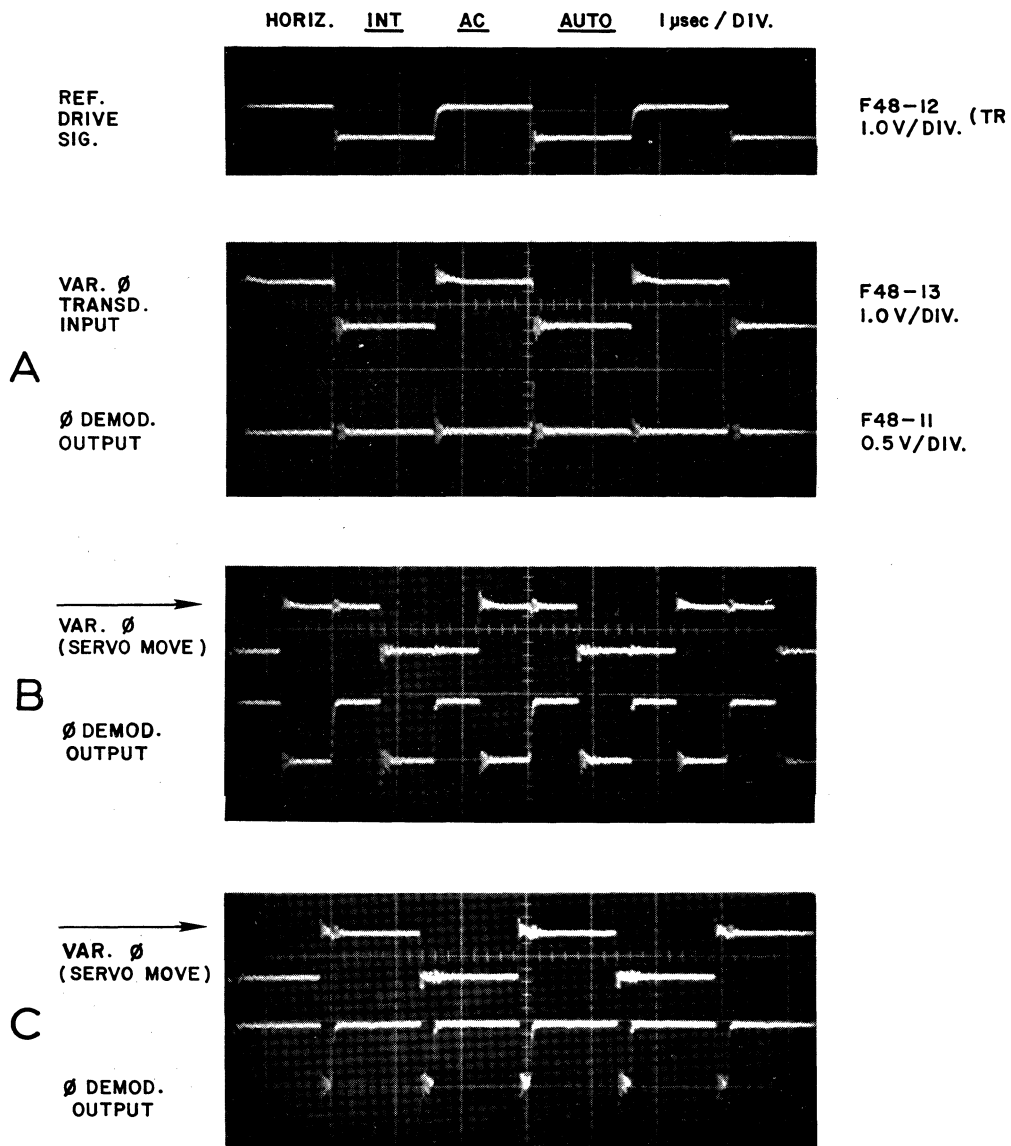 HORIZ. INT AC AUTO 1 µsec / DIV.
REF.
DRIVE
SIG.
F48-12
1.0 V/DIV. (TR
VAR. Ø
TRANSD.
INPUT
F48-13
1.0 V/DIV.
A
Ø DEMOD.
OUTPUT
F48-11
0.5 V/DIV.
VAR. Ø
(SERVO MOVE)
B
Ø DEMOD.
OUTPUT
VAR. Ø
(SERVO MOVE)
C
Ø DEMOD.
OUTPUT